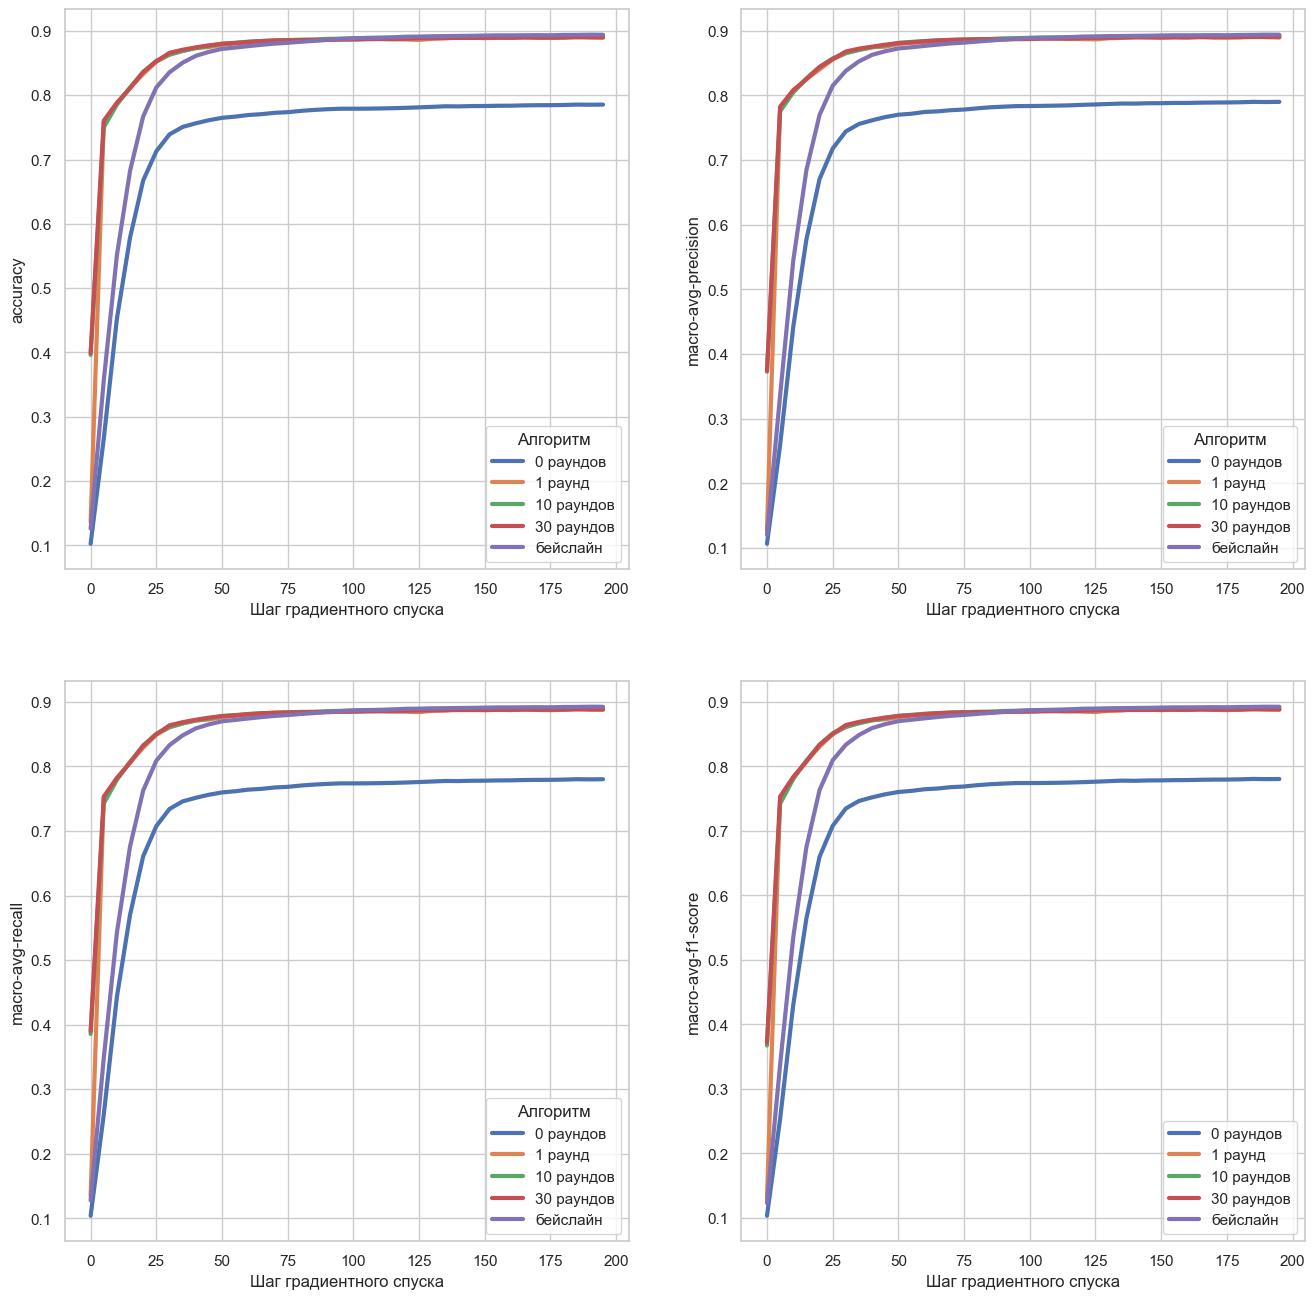 accuracy
0.9
0.8
0.7
0.6
0.5
0.4
0.3
0.2
0.1
Алгоритм
0 раундов
1 раунд
10 раундов
30 раундов
бейслайн
0 25 50 75 100 125 150 175 200
Шаг градиентного спуска
macro-avg-precision
0.9
0.8
0.7
0.6
0.5
0.4
0.3
0.2
0.1
Алгоритм
0 раундов
1 раунд
10 раундов
30 раундов
бейслайн
0 25 50 75 100 125 150 175 200
Шаг градиентного спуска
macro-avg-recall
0.9
0.8
0.7
0.6
0.5
0.4
0.3
0.2
0.1
Алгоритм
0 раундов
1 раунд
10 раундов
30 раундов
бейслайн
0 25 50 75 100 125 150 175 200
Шаг градиентного спуска
macro-avg-f1-score
0.9
0.8
0.7
0.6
0.5
0.4
0.3
0.2
0.1
0 раундов
1 раунд
10 раундов
30 раундов
бейслайн
0 25 50 75 100 125 150 175 200
Шаг градиентного спуска